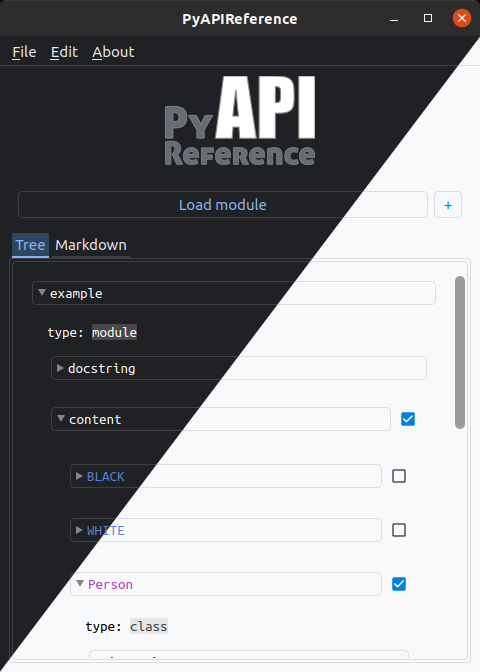 PyAPIReference
File Edit About
PyAPI
Reference
Load module +
Tree Markdown
example
type: module
docstring
content
BLACK
WHITE
Person
type: class